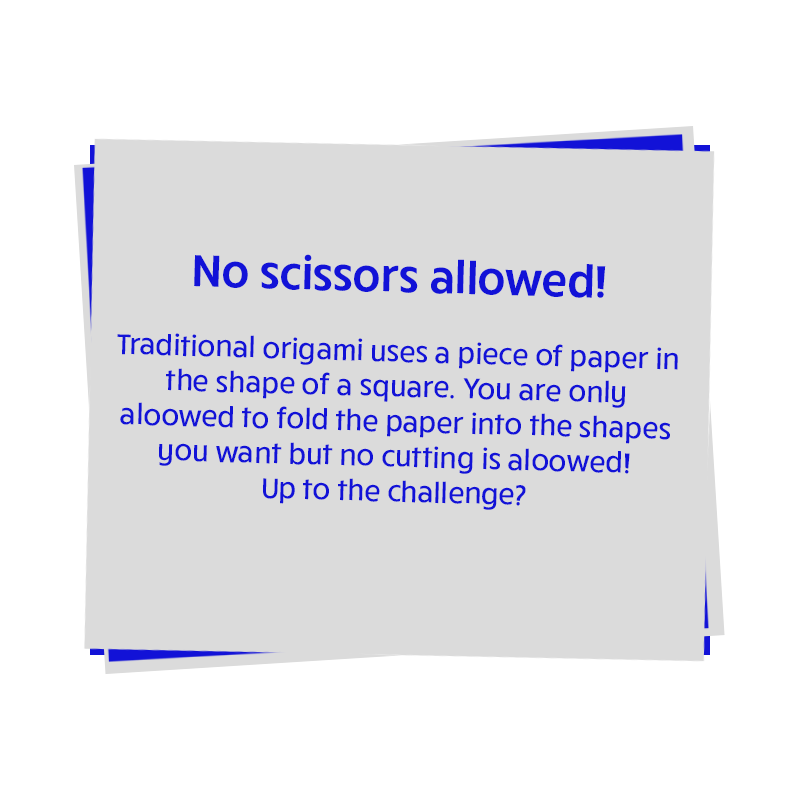 No scissors allowed!
Traditional origami uses a piece of paper in
the shape of a square. You are only
aloowed to fold the paper into the shapes
you want but no cutting is aloowed!
Up to the challenge?